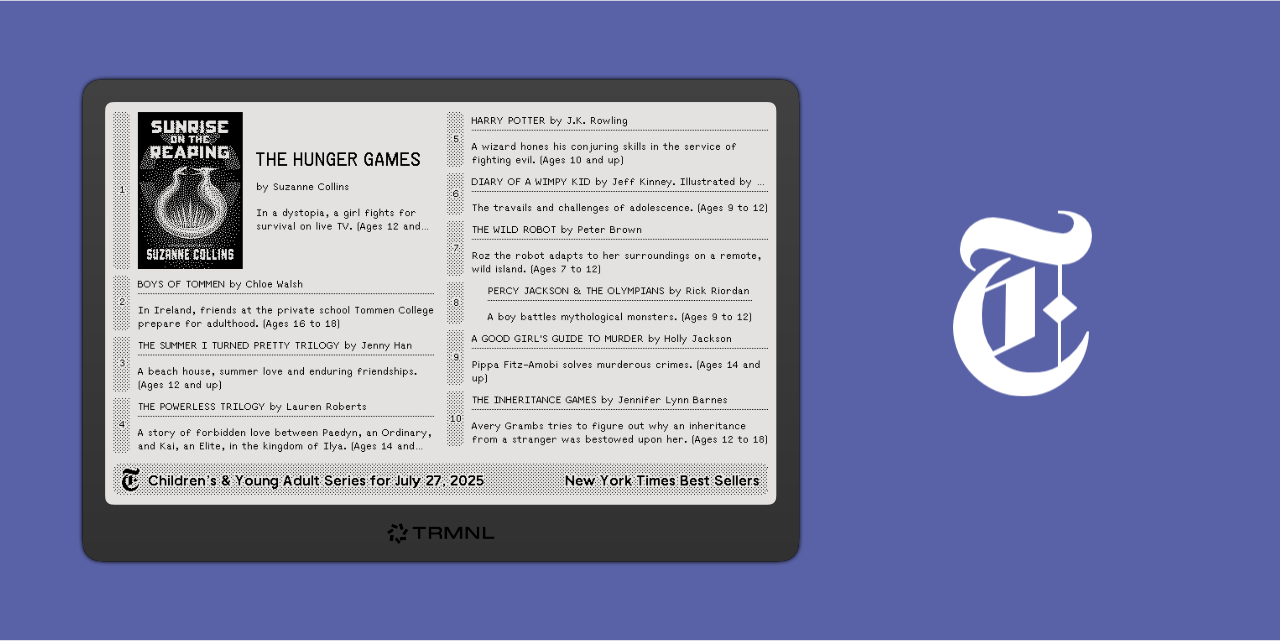 1
SUNRISE
ON THE
REAPING
SUZANNE COLLINS
THE HUNGER GAMES
by Suzanne Collins
In a dystopia, a girl fights for
survival on live TV. (Ages 12 and...
2
BOYS OF TOMMEN by Chloe Walsh
In Ireland, friends at the private school Tommen College
prepare for adulthood. (Ages 16 to 18)
3
THE SUMMER I TURNED PRETTY TRILOGY by Jenny Han
A beach house, summer love and enduring friendships.
(Ages 12 and up)
4
THE POWERLESS TRILOGY by Lauren Roberts
A story of forbidden love between Paedyn, an Ordinary,
and Kai, an Elite, in the kingdom of Ilya. (Ages 14 and...
5
HARRY POTTER by J.K. Rowling
A wizard hones his conjuring skills in the service of
fighting evil. (Ages 10 and up)
6
DIARY OF A WIMPY KID by Jeff Kinney. Illustrated by ...
The travails and challenges of adolescence. (Ages 9 to 12)
7
THE WILD ROBOT by Peter Brown
Roz the robot adapts to her surroundings on a remote,
wild island. (Ages 7 to 12)
8
PERCY JACKSON & THE OLYMPIANS by Rick Riordan
A boy battles mythological monsters. (Ages 9 to 12)
9
A GOOD GIRL'S GUIDE TO MURDER by Holly Jackson
Pippa Fitz-Amobi solves murderous crimes. (Ages 14 and
up)
10
THE INHERITANCE GAMES by Jennifer Lynn Barnes
Avery Grambs tries to figure out why an inheritance
from a stranger was bestowed upon her. (Ages 12 to 18)
T Children's & Young Adult Series for July 27, 2025
New York Times Best Sellers
TRMNL
T